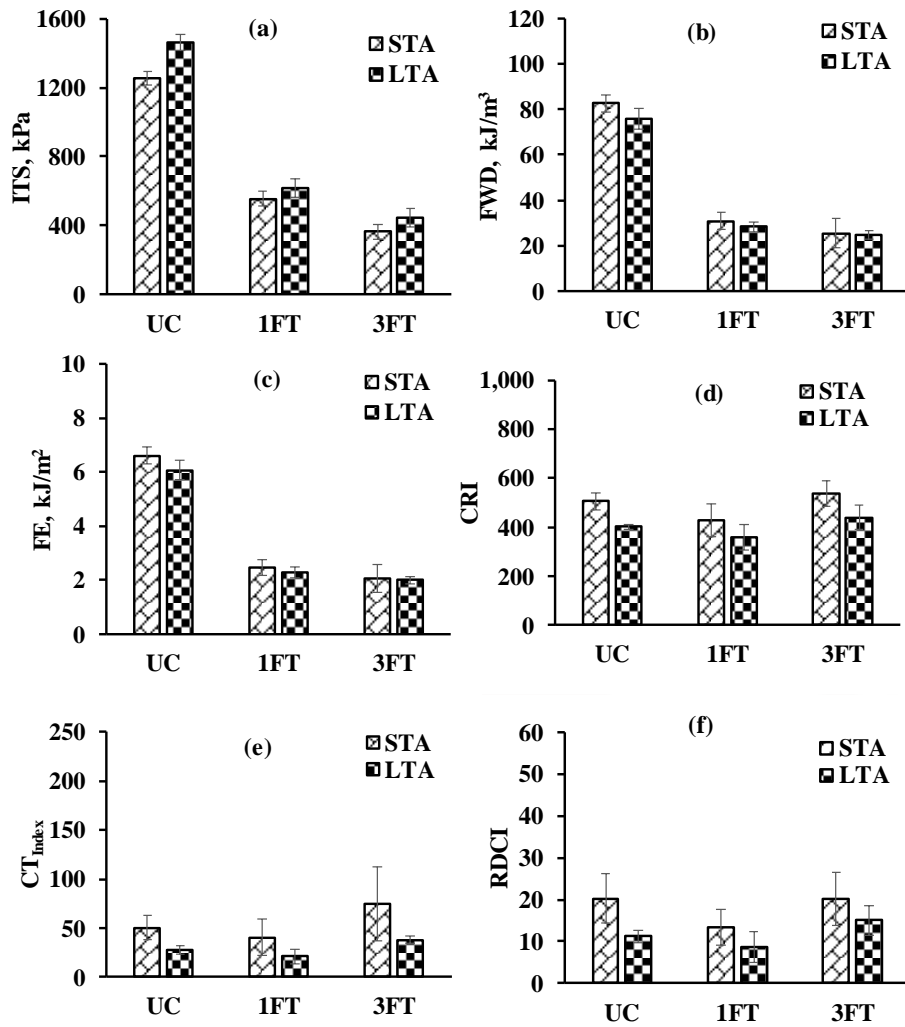 (a)
STA
LTA
ITS, kPa
1600
1200
800
400
0
UC 1FT 3FT
(b)
STA
LTA
FWD, kJ/m³
120
100
80
60
40
20
0
UC 1FT 3FT
(c)
STA
LTA
FE, kJ/m²
10
8
6
4
2
0
UC 1FT 3FT
(d)
STA
LTA
CRI
1,000
800
600
400
200
0
UC 1FT 3FT
(e)
STA
LTA
CTIndex
250
200
150
100
50
0
UC 1FT 3FT
(f)
STA
LTA
RDCI
60
50
40
30
20
10
0
UC 1FT 3FT